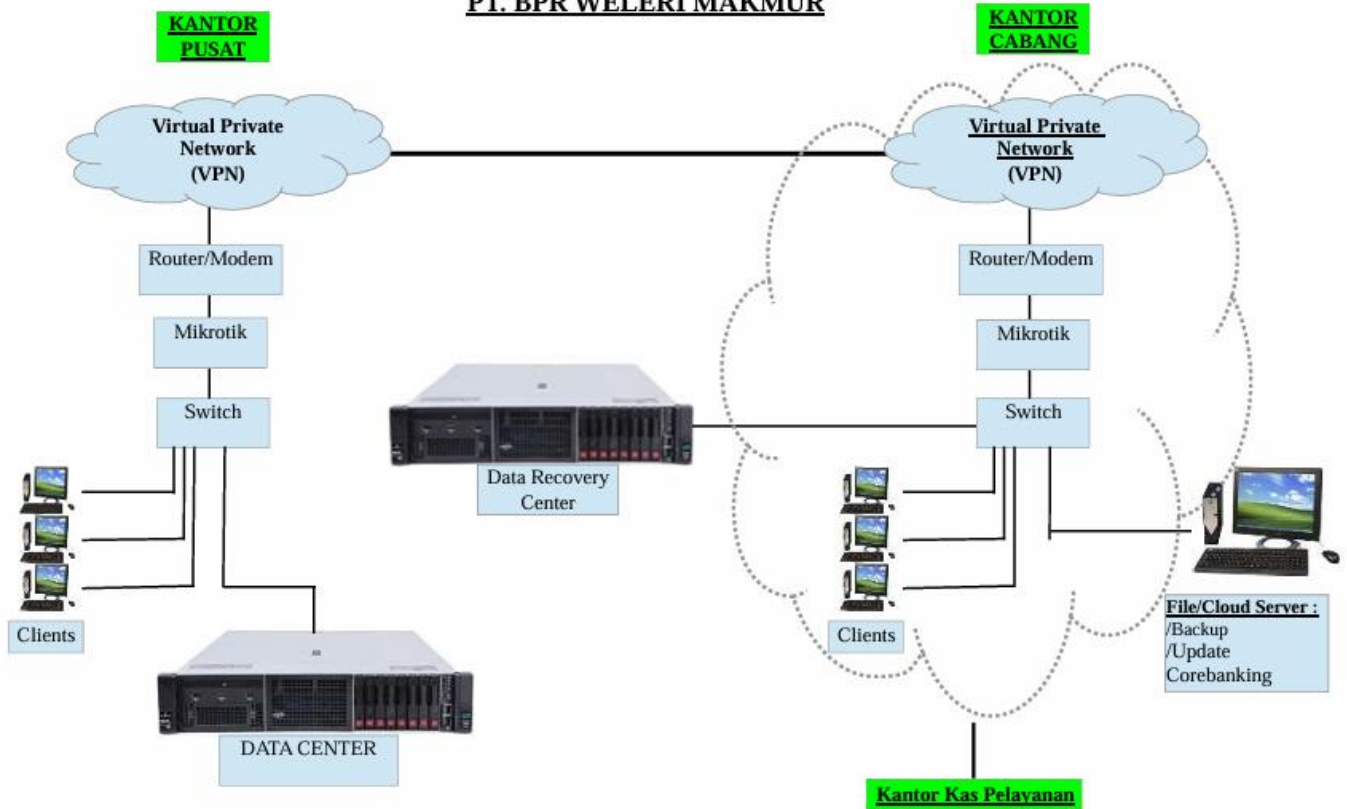 PT. BPR WELERI MAKMUR
KANTOR
PUSAT
KANTOR
CABANG
Virtual Private
Network
(VPN)
Virtual Private
Network
(VPN)
Router/Modem
Router/Modem
Mikrotik
Mikrotik
Switch
Switch
Data Recovery
Center
Clients
Clients
File/Cloud Server :
/Backup
/Update
Corebanking
DATA CENTER
Kantor Kas Pelayanan